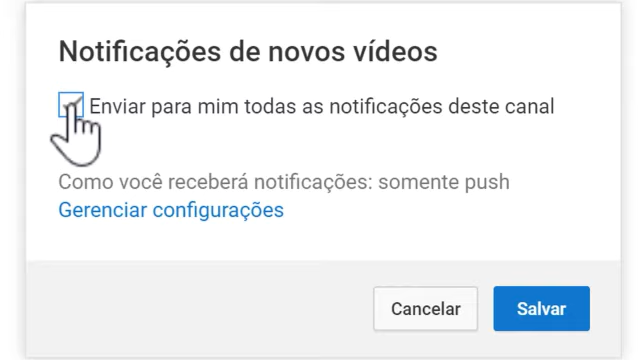 Notificações de novos vídeos
Enviar para mim todas as notificações deste canal
Como você receberá notificações: somente push
Gerenciar configurações
Cancelar
Salvar